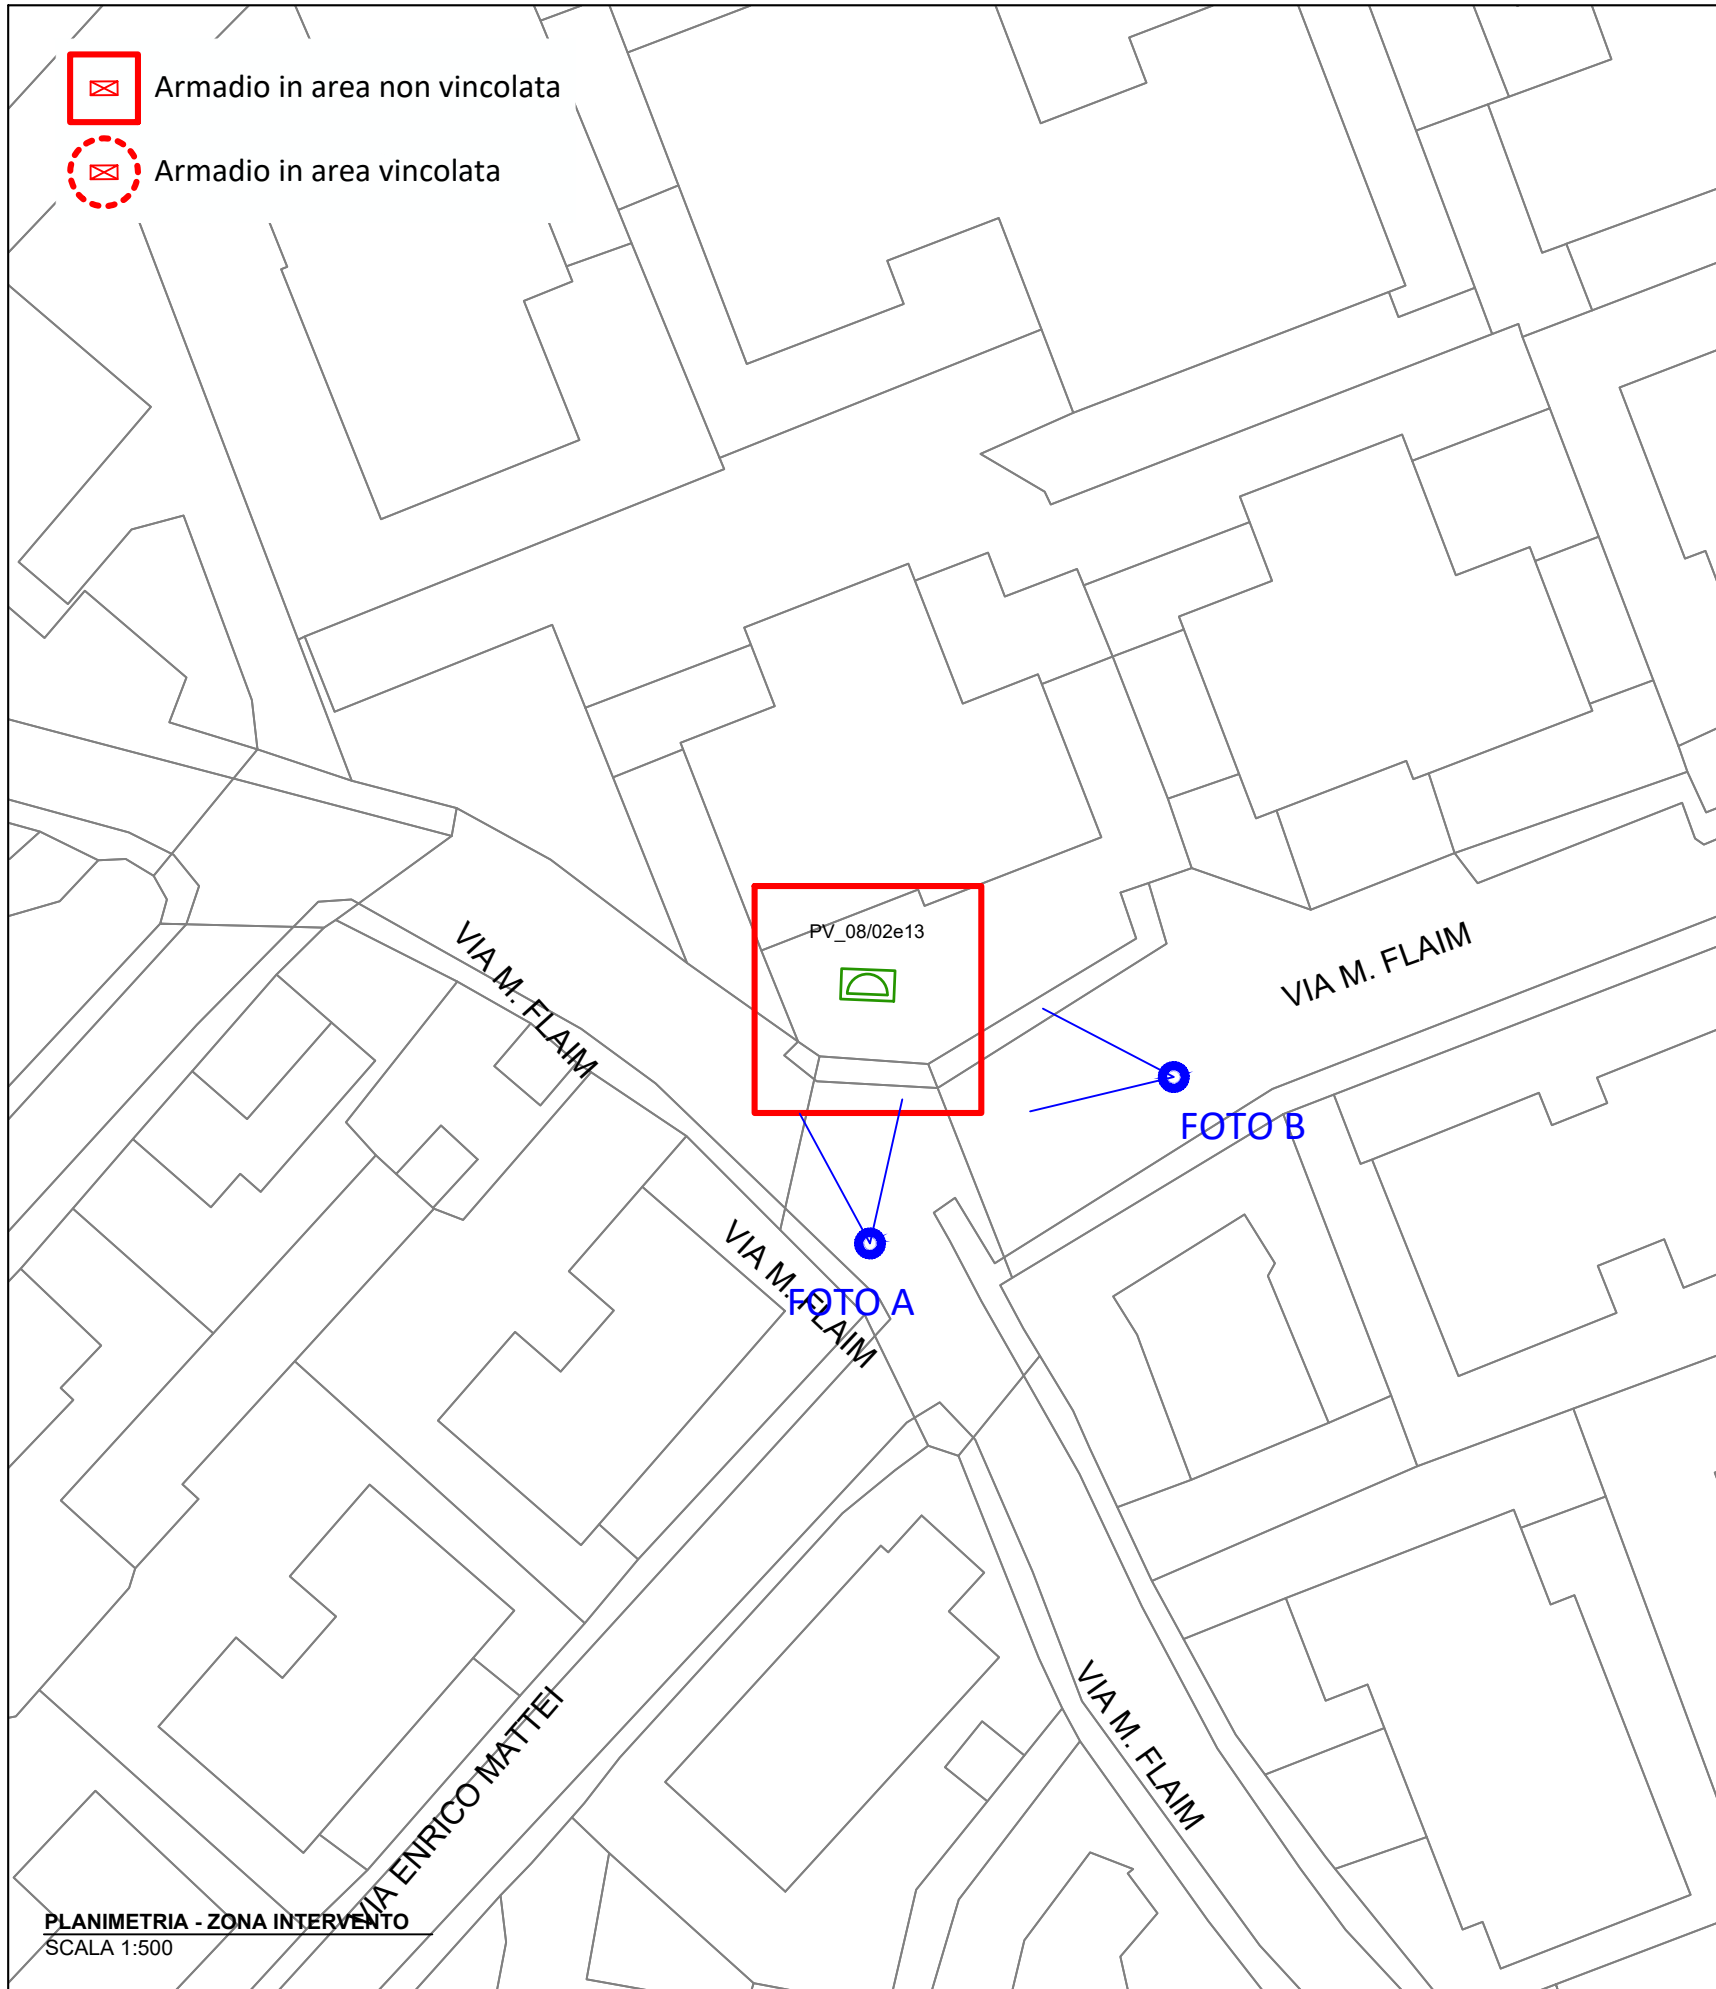 Armadio in area non vincolata
Armadio in area vincolata
PV_08/02e13
VIA M. FLAIM
VIA M. FLAIM
FOTO B
VIA M. FLAIM
FOTO A
VIA M. FLAIM
VIA ENRICO MATTEI
PLANIMETRIA - ZONA INTERVENTO
SCALA 1:500